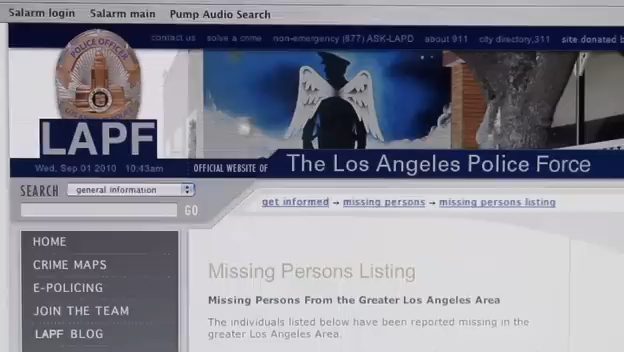 Salarm login Salarm main Pump Audio Search
contact us solve a crime non-emergency (877) ASK-LAPD about 911 city directory,311 site donated b
POLICE OFFICER
LAPF
Wed, Sep 01 2010 10:43am
OFFICIAL WEBSITE OF The Los Angeles Police Force
SEARCH general information
GO
get informed → missing persons → missing persons listing
HOME
CRIME MAPS
E-POLICING
JOIN THE TEAM
LAPF BLOG
Missing Persons Listing
Missing Persons From the Greater Los Angeles Area
The individuals listed below have been reported missing in the
greater Los Angeles Area.